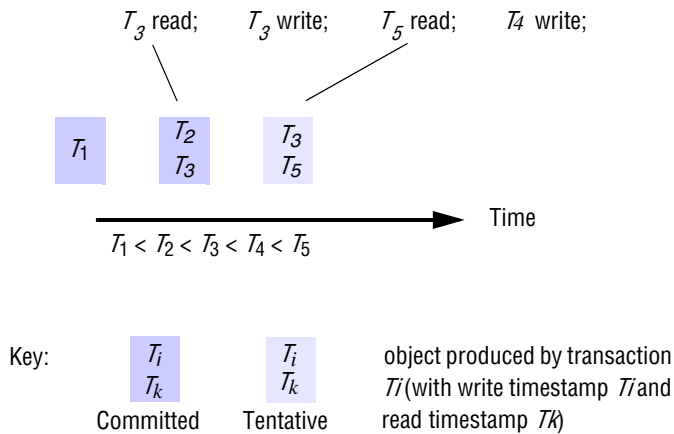 T3 read; T3 write; T5 read; T4 write;
T1
T2
T3
T3
T5
Time
T1 < T2 < T3 < T4 < T5
Key:
Ti
Tk
Committed
Ti
Tk
Tentative
object produced by transaction
Ti (with write timestamp Ti and
read timestamp Tk)